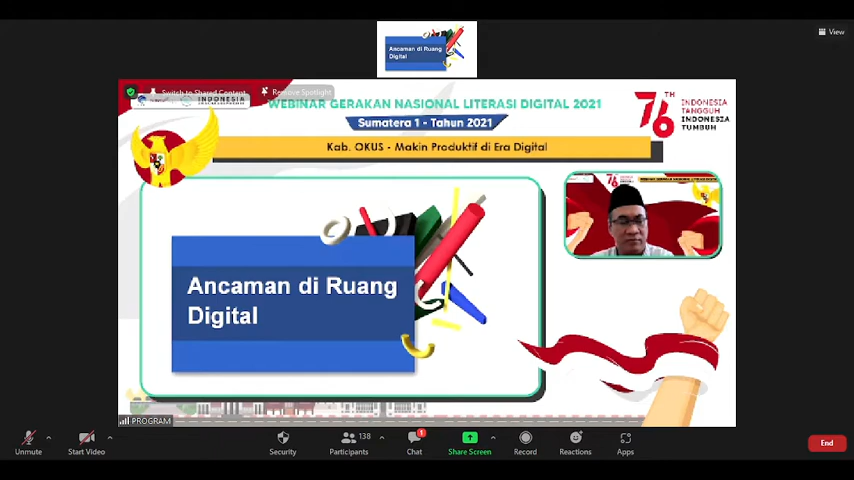 Ancaman di Ruang
Digital
View
Switch to Shared Content
Remove Spotlight
INDONESIA
WEBINAR GERAKAN NASIONAL LITERASI DIGITAL 2021
Sumatera 1 - Tahun 2021
Kab. OKUS - Makin Produktif di Era Digital
76 TH
INDONESIA
TANGGUH
INDONESIA
TUMBUH
Ancaman di Ruang
Digital
PROGRAM
Unmute
Start Video
Security
138
Participants
1
Chat
Share Screen
Record
Reactions
Apps
End